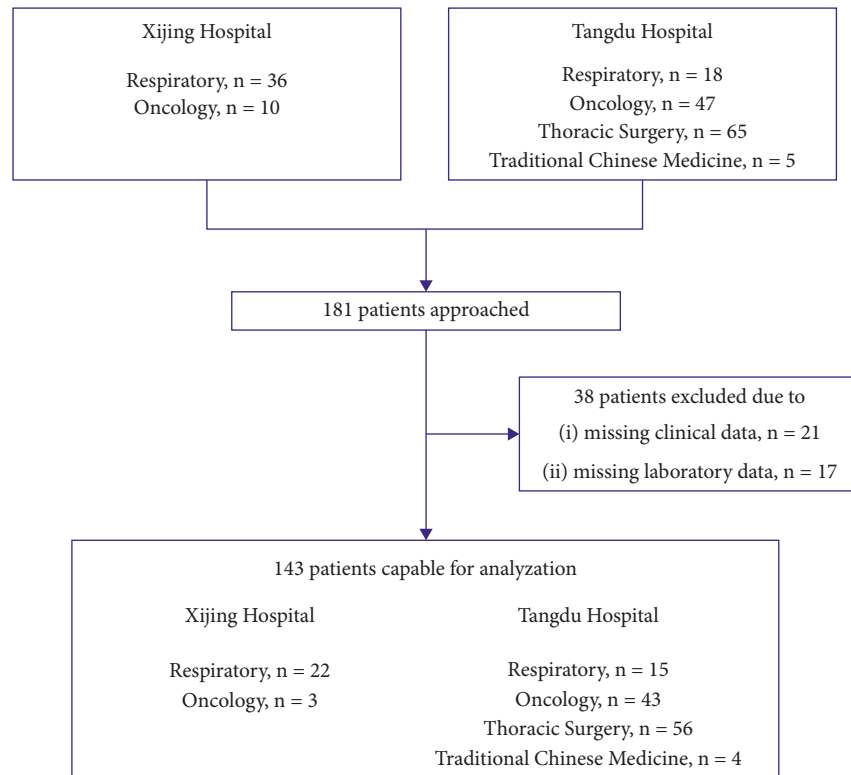 Xijing Hospital
Respiratory, n = 36
Oncology, n = 10
Tangdu Hospital
Respiratory, n = 18
Oncology, n = 47
Thoracic Surgery, n = 65
Traditional Chinese Medicine, n = 5
181 patients approached
38 patients excluded due to
(i) missing clinical data, n = 21
(ii) missing laboratory data, n = 17
143 patients capable for analyzation
Xijing Hospital
Respiratory, n = 22
Oncology, n = 3
Tangdu Hospital
Respiratory, n = 15
Oncology, n = 43
Thoracic Surgery, n = 56
Traditional Chinese Medicine, n = 4